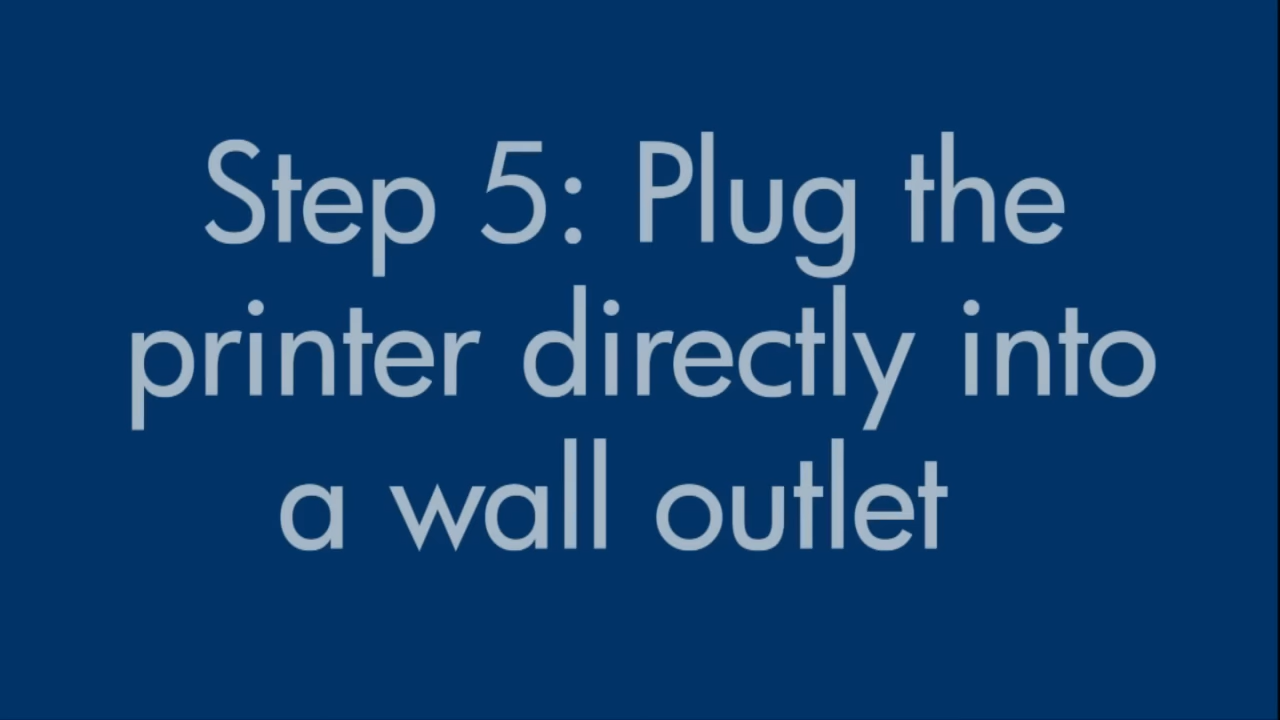 Step 5: Plug the
printer directly into
a wall outlet